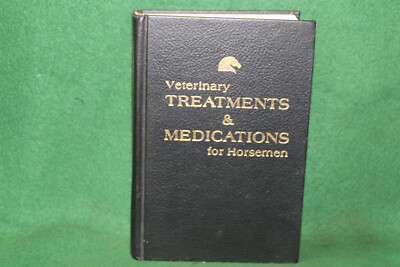 Veterinary
TREATMENTS
&
MEDICATIONS
for Horsemen